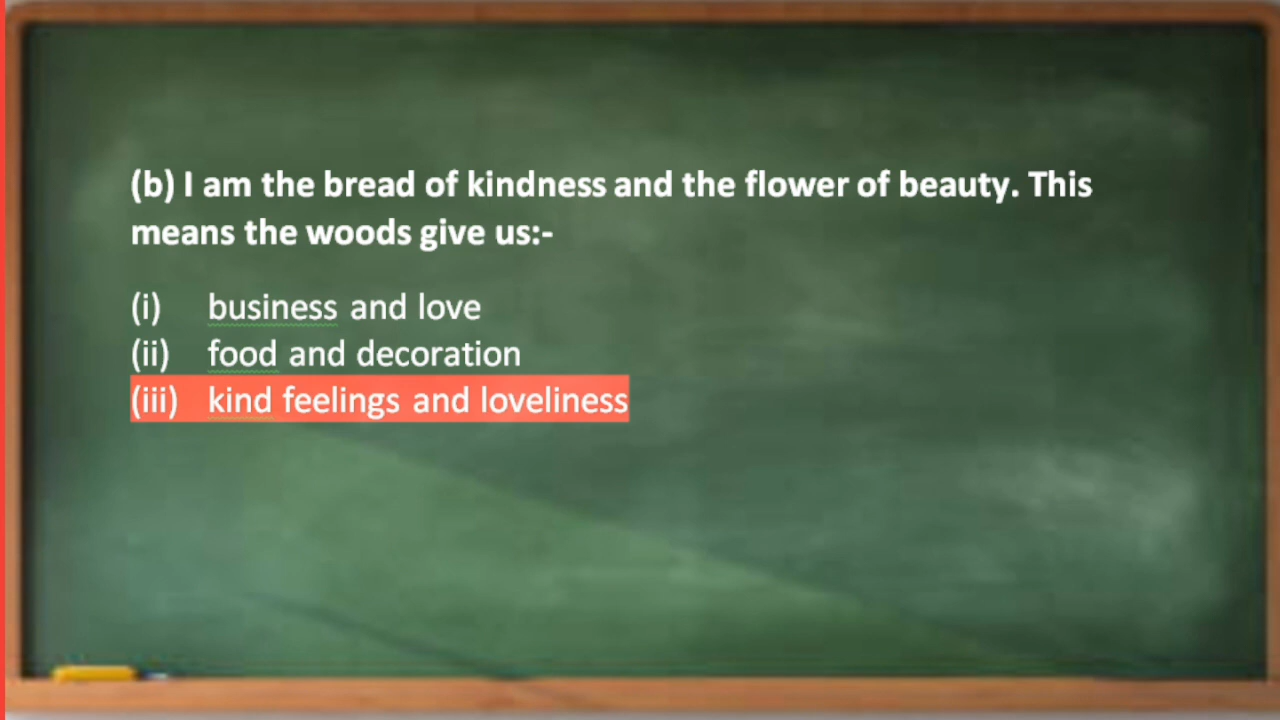 (b) I am the bread of kindness and the flower of beauty. This
means the woods give us:-
(i) business and love
(ii) food and decoration
(iii) kind feelings and loveliness